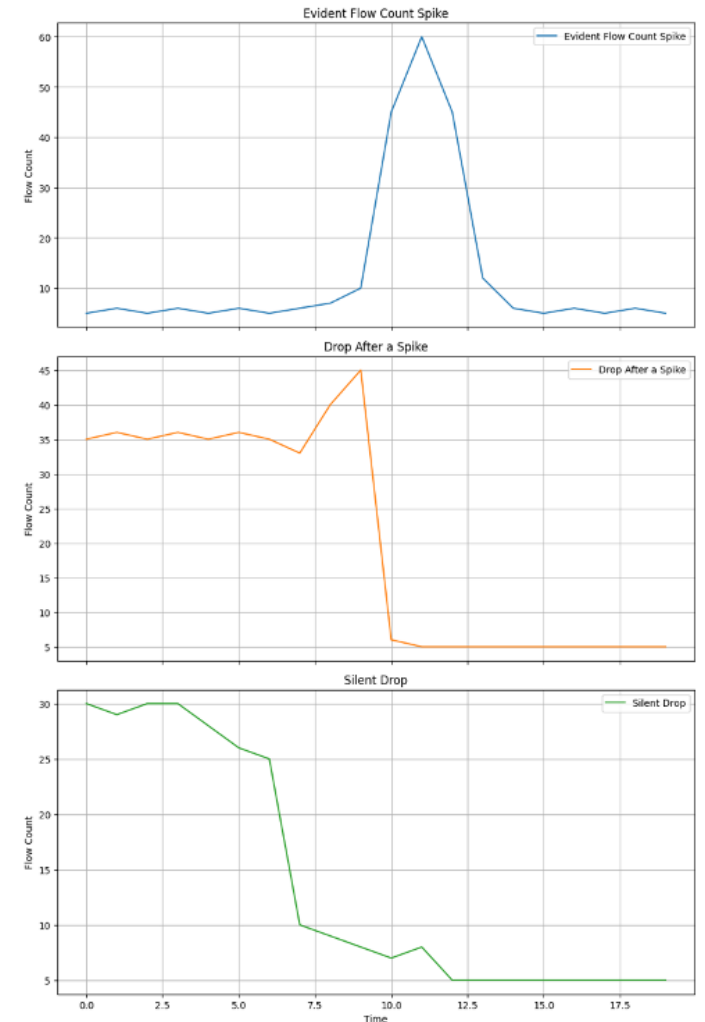 Evident Flow Count Spike
Evident Flow Count Spike
60
50
40
30
20
10
Flow Count
Drop After a Spike
Drop After a Spike
45
40
35
30
25
20
15
10
5
Flow Count
Silent Drop
Silent Drop
30
25
20
15
10
5
Flow Count
0.0 2.5 5.0 7.5 10.0 12.5 15.0 17.5
Time